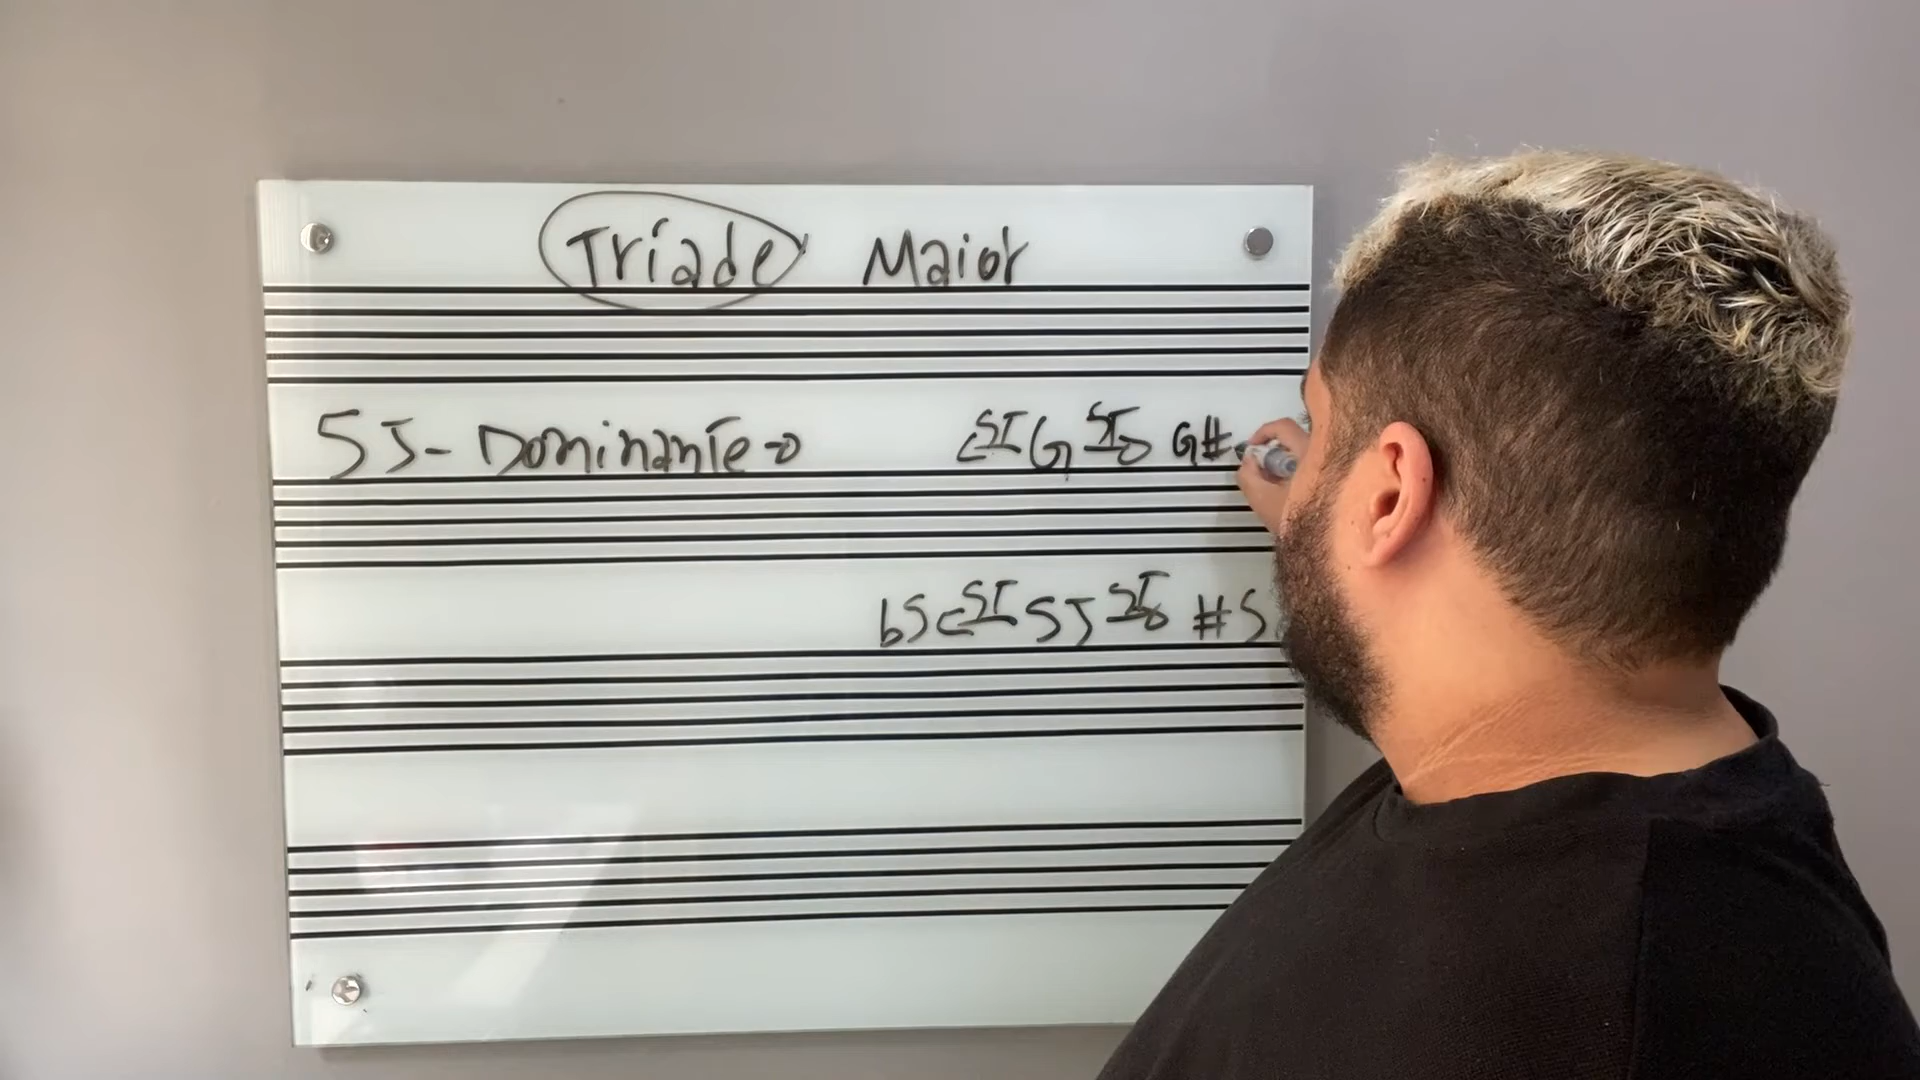 Tríade Maior
5J- Dominante → ST G ST G#
b5 ST 5J ST #5